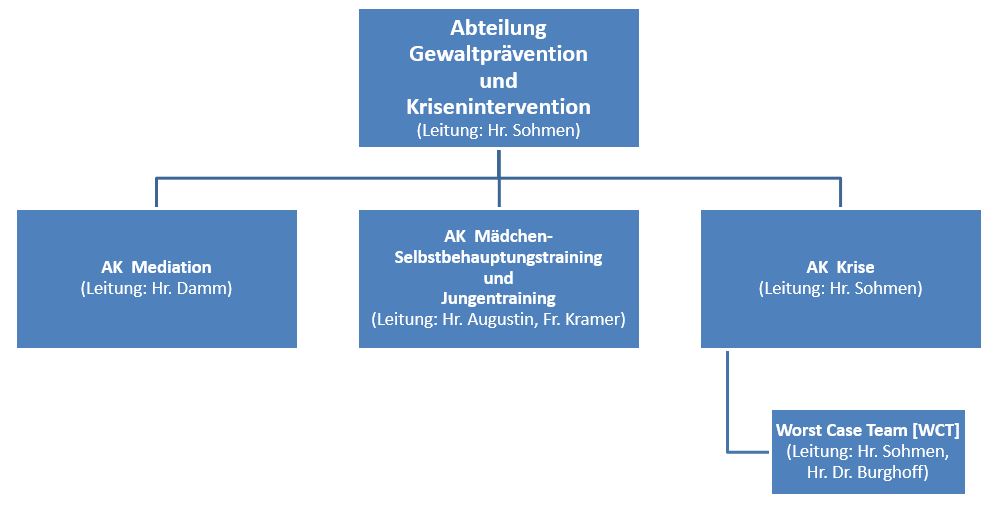 Abteilung
Gewaltprävention
und
Krisenintervention
(Leitung: Hr. Sohmen)
AK Mediation
(Leitung: Hr. Damm)
AK Mädchen-
Selbstbehauptungstraining
und
Jungentraining
(Leitung: Hr. Augustin, Fr. Kramer)
AK Krise
(Leitung: Hr. Sohmen)
Worst Case Team [WCT]
(Leitung: Hr. Sohmen,
Hr. Dr. Burghoff)